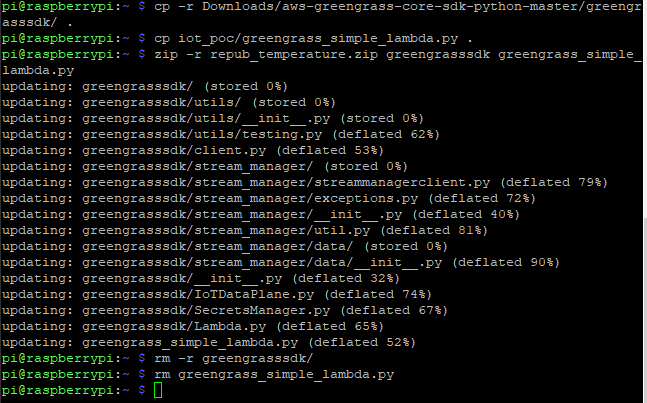 pi@raspberrypi:~ $ cp -r Downloads/aws-greengrass-core-sdk-python-master/greengr
asssdk/ .
pi@raspberrypi:~ $ cp iot_poc/greengrass_simple_lambda.py .
pi@raspberrypi:~ $ zip -r repub_temperature.zip greengrasssdk greengrass_simple_
lambda.py
updating: greengrasssdk/ (stored 0%)
updating: greengrasssdk/utils/ (stored 0%)
updating: greengrasssdk/utils/__init__.py (stored 0%)
updating: greengrasssdk/utils/testing.py (deflated 62%)
updating: greengrasssdk/client.py (deflated 53%)
updating: greengrasssdk/stream_manager/ (stored 0%)
updating: greengrasssdk/stream_manager/streammanagerclient.py (deflated 79%)
updating: greengrasssdk/stream_manager/exceptions.py (deflated 72%)
updating: greengrasssdk/stream_manager/__init__.py (deflated 40%)
updating: greengrasssdk/stream_manager/util.py (deflated 81%)
updating: greengrasssdk/stream_manager/data/ (stored 0%)
updating: greengrasssdk/stream_manager/data/__init__.py (deflated 90%)
updating: greengrasssdk/__init__.py (deflated 32%)
updating: greengrasssdk/IoTDataPlane.py (deflated 74%)
updating: greengrasssdk/SecretsManager.py (deflated 67%)
updating: greengrasssdk/Lambda.py (deflated 65%)
updating: greengrass_simple_lambda.py (deflated 52%)
pi@raspberrypi:~ $ rm -r greengrasssdk/
pi@raspberrypi:~ $ rm greengrass_simple_lambda.py
pi@raspberrypi:~ $